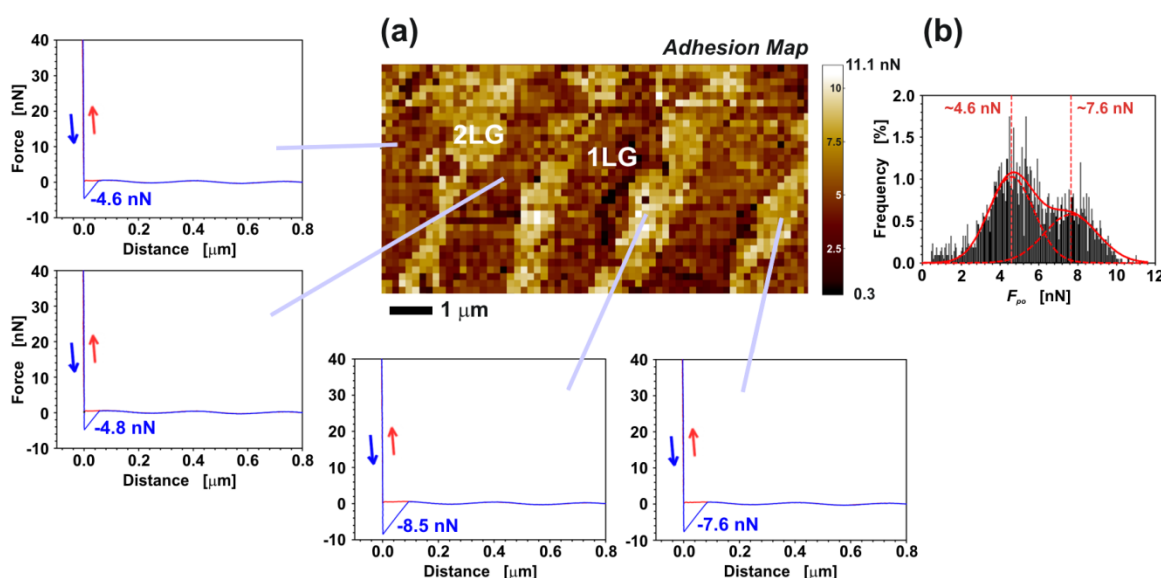 (a)
Adhesion Map
(b)
40
30
20
10
0
-10
Force [nN]
-4.6 nN
0.0 0.2 0.4 0.6 0.8
Distance [μm]
2LG
1LG
1 μm
11.1 nN
10
7.5
5
2.5
0.3
2.0
1.5
1.0
0.5
0.0
Frequency [%]
~4.6 nN
~7.6 nN
0 2 4 6 8 10 12
Fpo [nN]
40
30
20
10
0
-10
Force [nN]
-4.8 nN
0.0 0.2 0.4 0.6 0.8
Distance [μm]
40
30
20
10
0
-10
-8.5 nN
0.0 0.2 0.4 0.6 0.8
Distance [μm]
40
30
20
10
0
-10
-7.6 nN
0.0 0.2 0.4 0.6 0.8
Distance [μm]